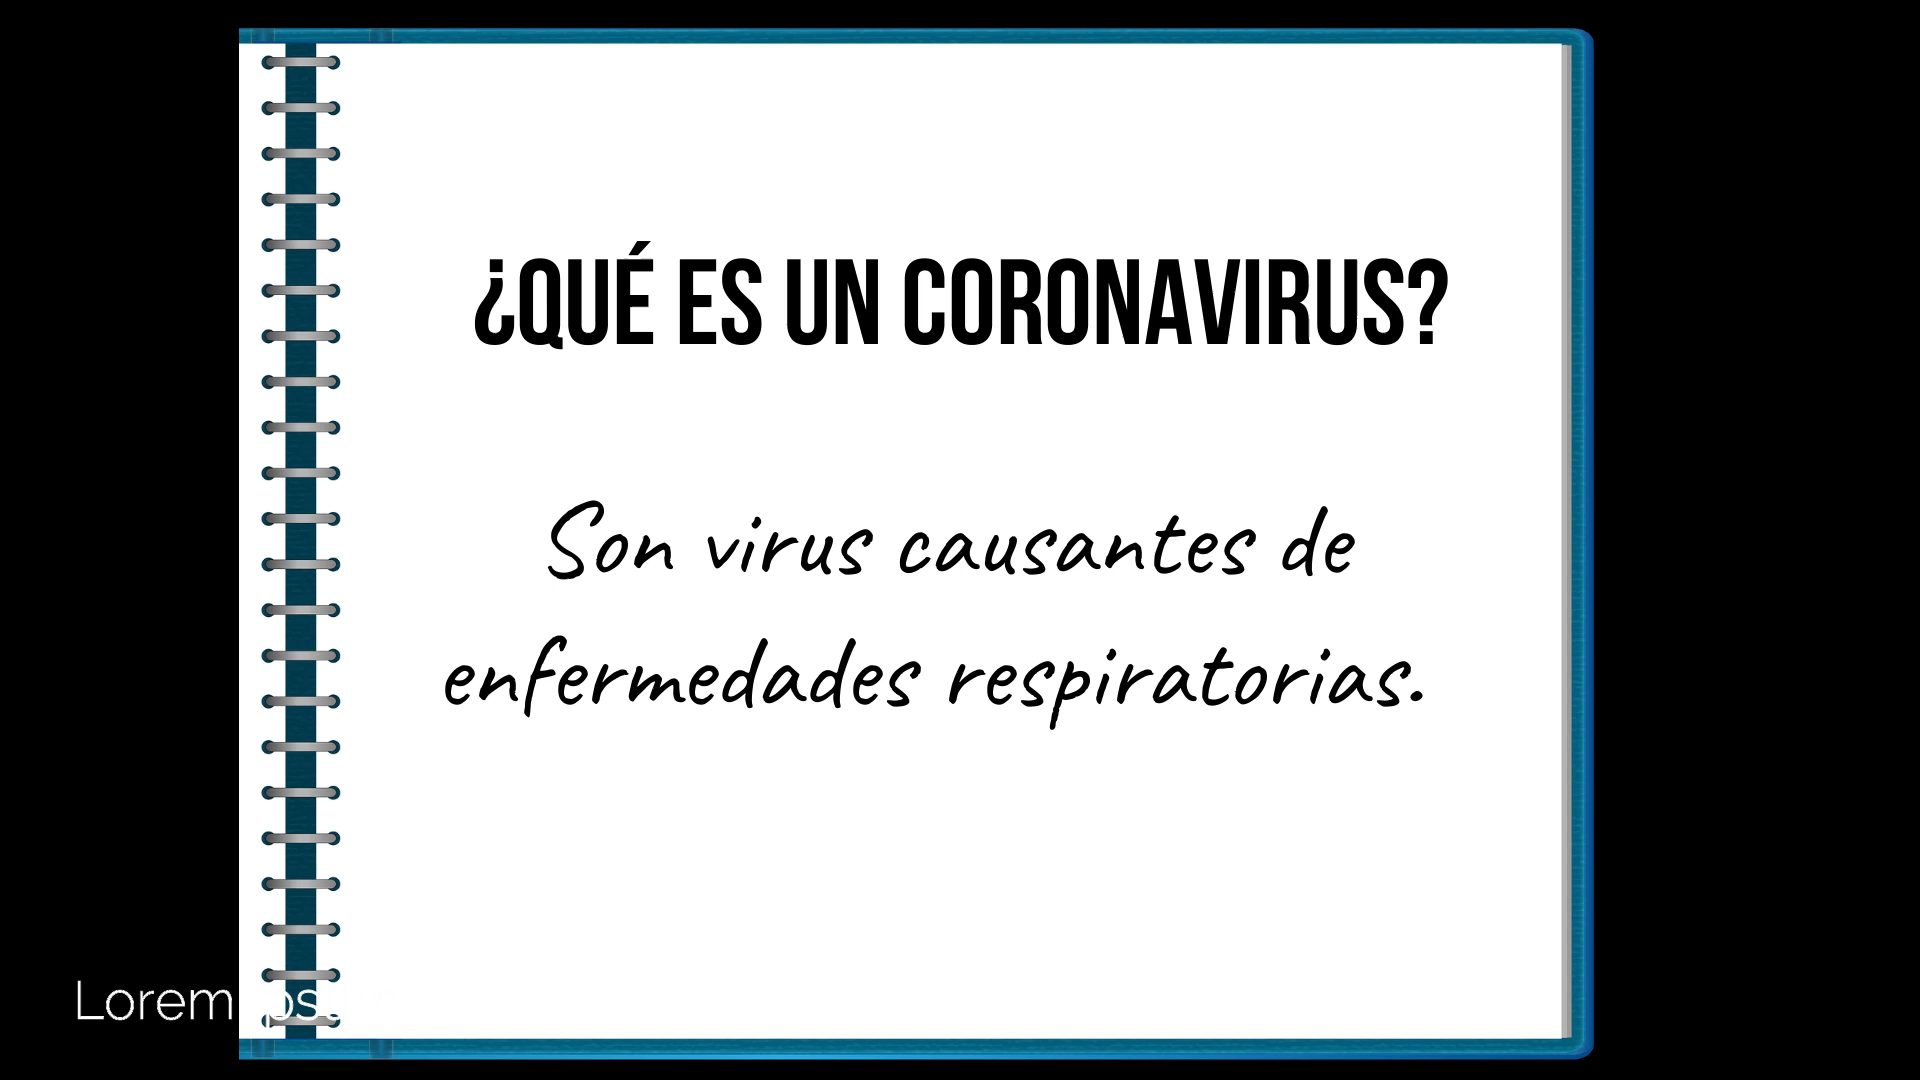 ¿QUÉ ES UN CORONAVIRUS?
Son virus causantes de
enfermedades respiratorias.
Lorem